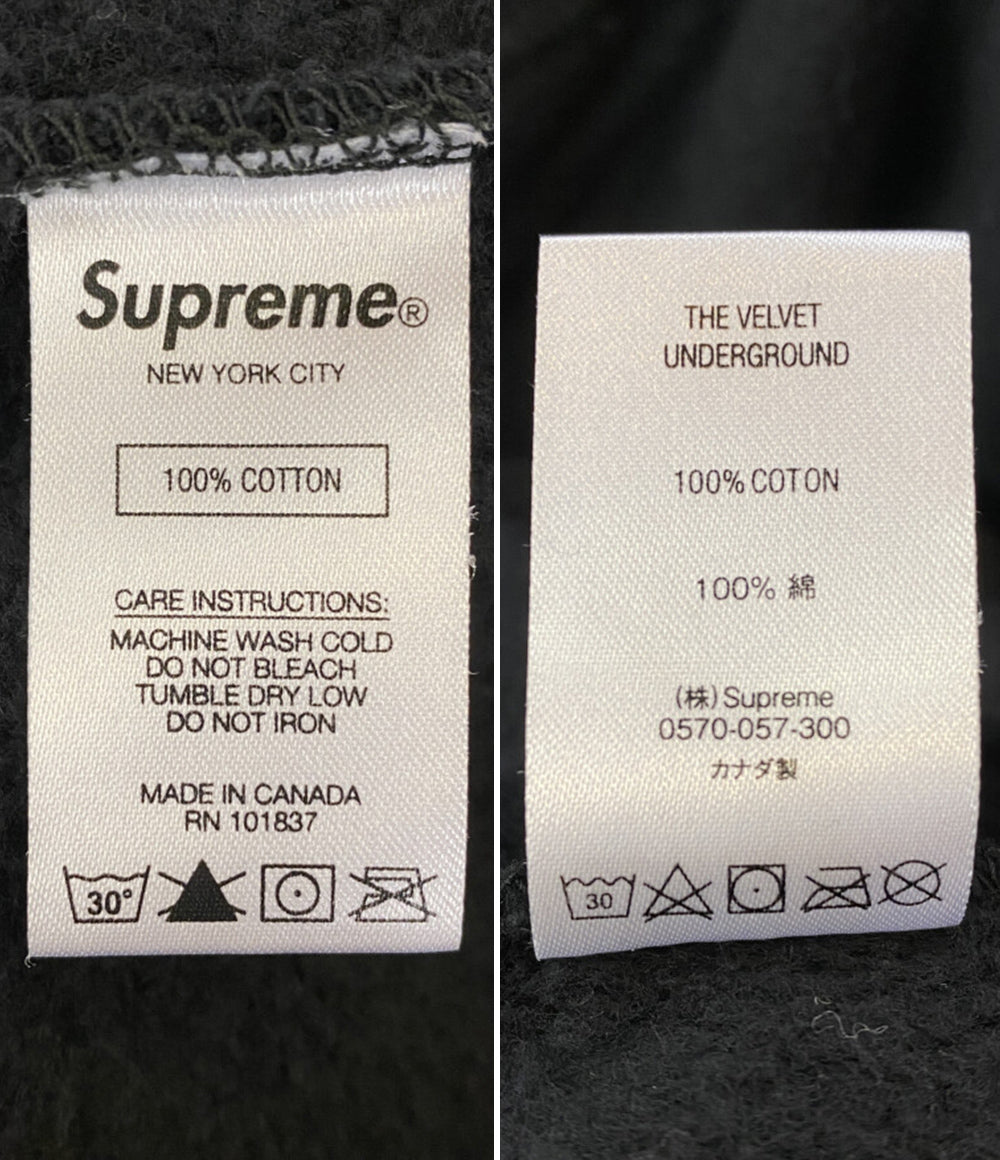 Supreme®
NEW YORK CITY
100% COTTON
CARE INSTRUCTIONS:
MACHINE WASH COLD
DO NOT BLEACH
TUMBLE DRY LOW
DO NOT IRON
MADE IN CANADA
RN 101837
30°
THE VELVET
UNDERGROUND
100% COTON
100% 綿
(株)Supreme
0570-057-300
カナダ製
30